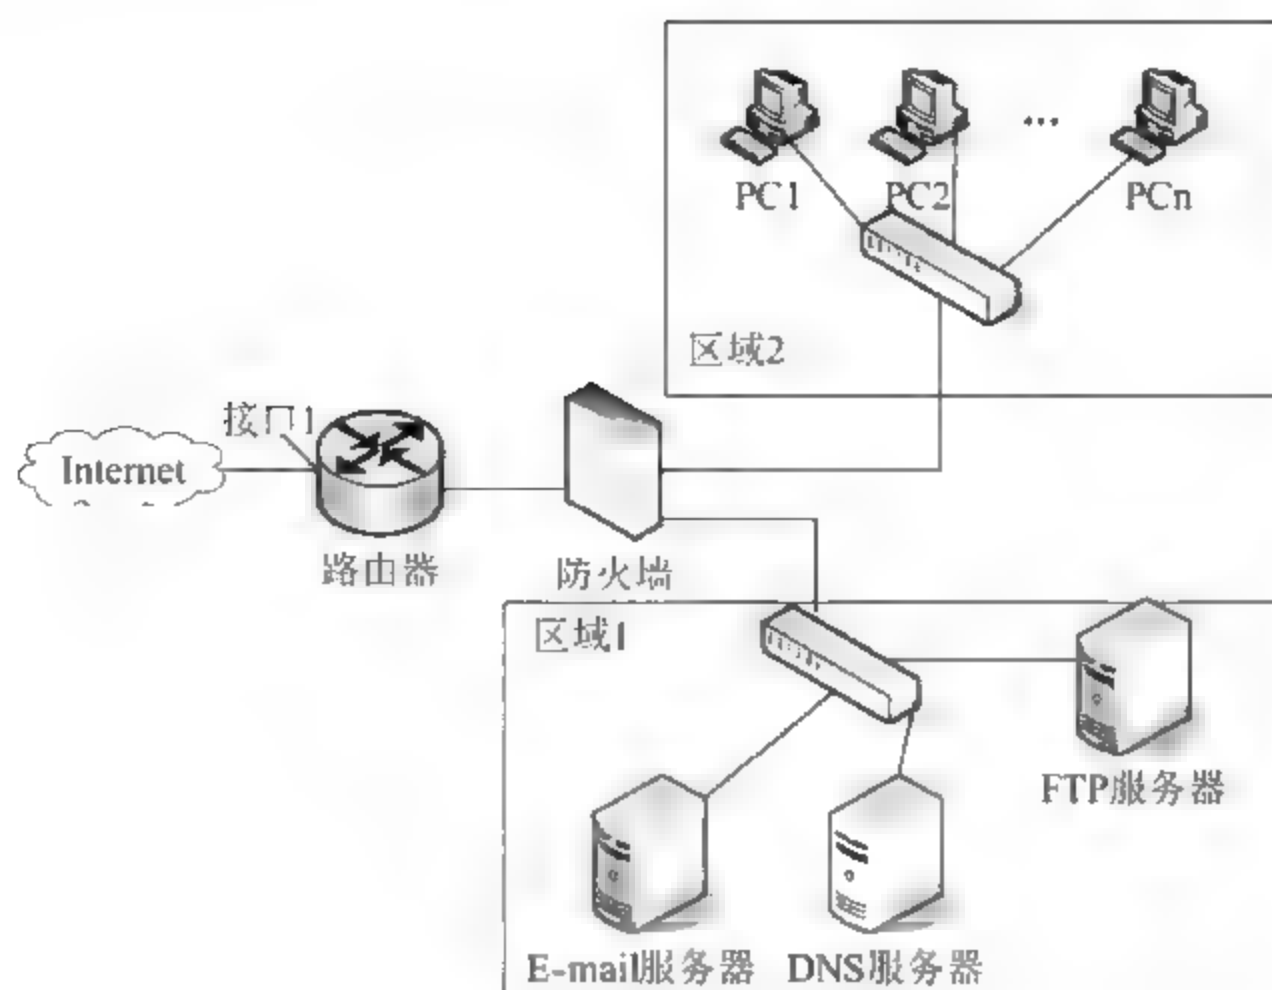 PC1
PC2
...
PCn
区域2
接口1
Internet
路由器
防火墙
区域1
FTP服务器
E-mail服务器
DNS服务器